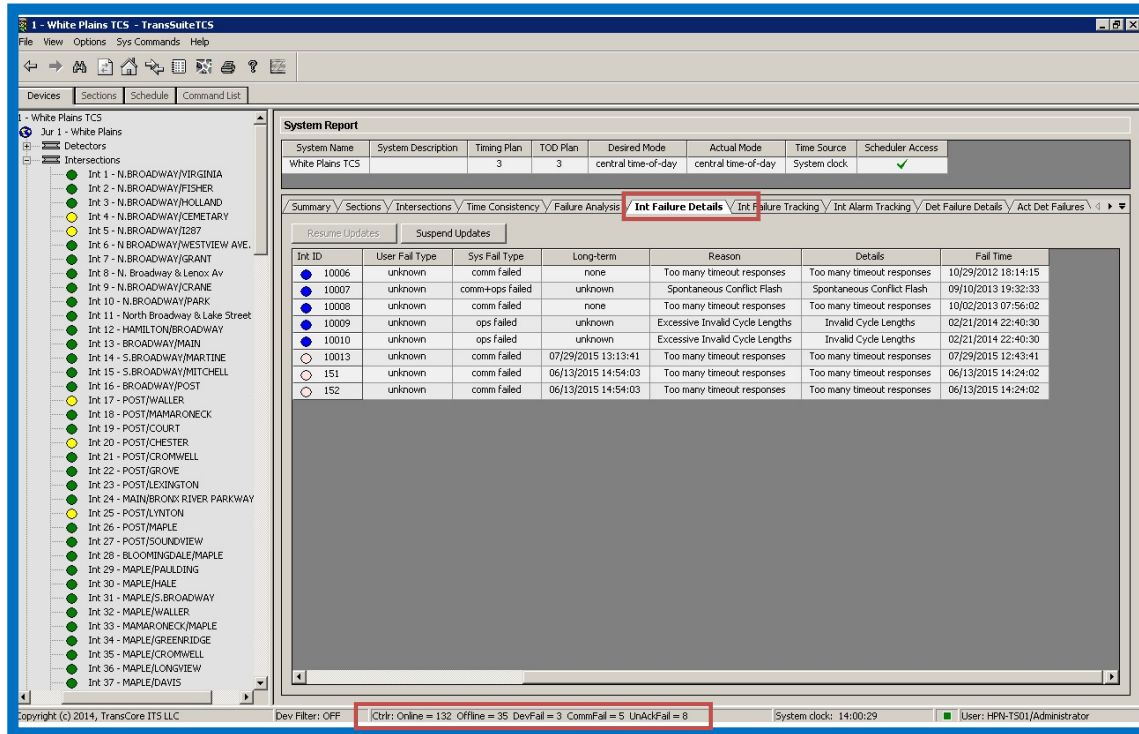 1 - White Plains TCS - TransSuiteTCS
File View Options Sys Commands Help
Devices Sections Schedule Command List
1 - White Plains TCS
Jur 1 - White Plains
Detectors
Intersections
Int 1 - N.BROADWAY/VIRGINIA
Int 2 - N.BROADWAY/FISHER
Int 3 - N.BROADWAY/HOLLAND
Int 4 - N.BROADWAY/CEMETARY
Int 5 - N.BROADWAY/I287
Int 6 - N BROADWAY/WESTVIEW AVE.
Int 7 - N.BROADWAY/GRANT
Int 8 - N. Broadway & Lenox Av
Int 9 - N.BROADWAY/CRANE
Int 10 - N.BROADWAY/PARK
Int 11 - North Broadway & Lake Street
Int 12 - HAMILTON/BROADWAY
Int 13 - BROADWAY/MAIN
Int 14 - S.BROADWAY/MARTINE
Int 15 - S.BROADWAY/MITCHELL
Int 16 - BROADWAY/POST
Int 17 - POST/WALLER
Int 18 - POST/MAMARONECK
Int 19 - POST/COURT
Int 20 - POST/CHESTER
Int 21 - POST/CROMWELL
Int 22 - POST/GROVE
Int 23 - POST/LEXINGTON
Int 24 - MAIN/BRONX RIVER PARKWAY
Int 25 - POST/LYNTON
Int 26 - POST/MAPLE
Int 27 - POST/SOUNDVIEW
Int 28 - BLOOMINGDALE/MAPLE
Int 29 - MAPLE/PAULDING
Int 30 - MAPLE/HALE
Int 31 - MAPLE/S.BROADWAY
Int 32 - MAPLE/WALLER
Int 33 - MAMARONECK/MAPLE
Int 34 - MAPLE/GREENRIDGE
Int 35 - MAPLE/CROMWELL
Int 36 - MAPLE/LONGVIEW
Int 37 - MAPLE/DAVIS
System Report
System Name System Description Timing Plan TOD Plan Desired Mode Actual Mode Time Source Scheduler Access
White Plains TCS 3 3 central time-of-day central time-of-day System clock
Summary Sections Intersections Time Consistency Failure Analysis Int Failure Details Int Failure Tracking Int Alarm Tracking Det Failure Details Act Det Failures
Resume Updates Suspend Updates
Int ID User Fail Type Sys Fail Type Long-term Reason Details Fail Time
10006 unknown comm failed none Too many timeout responses Too many timeout responses 10/29/2012 18:14:15
10007 unknown comm+ops failed unknown Spontaneous Conflict Flash Spontaneous Conflict Flash 09/10/2013 19:32:33
10008 unknown comm failed none Too many timeout responses Too many timeout responses 10/02/2013 07:56:02
10009 unknown ops failed unknown Excessive Invalid Cycle Lengths Invalid Cycle Lengths 02/21/2014 22:40:30
10010 unknown ops failed unknown Excessive Invalid Cycle Lengths Invalid Cycle Lengths 02/21/2014 22:40:30
10013 unknown comm failed 07/29/2015 13:13:41 Too many timeout responses Too many timeout responses 07/29/2015 12:43:41
151 unknown comm failed 06/13/2015 14:54:03 Too many timeout responses Too many timeout responses 06/13/2015 14:24:02
152 unknown comm failed 06/13/2015 14:54:03 Too many timeout responses Too many timeout responses 06/13/2015 14:24:02
Copyright (c) 2014, TransCore ITS LLC Dev Filter: OFF Ctrlr: Online = 132 Offline = 35 DevFail = 3 CommFail = 5 UnAckFail = 8 System clock: 14:00:29 User: HPN-TS01/Administrator